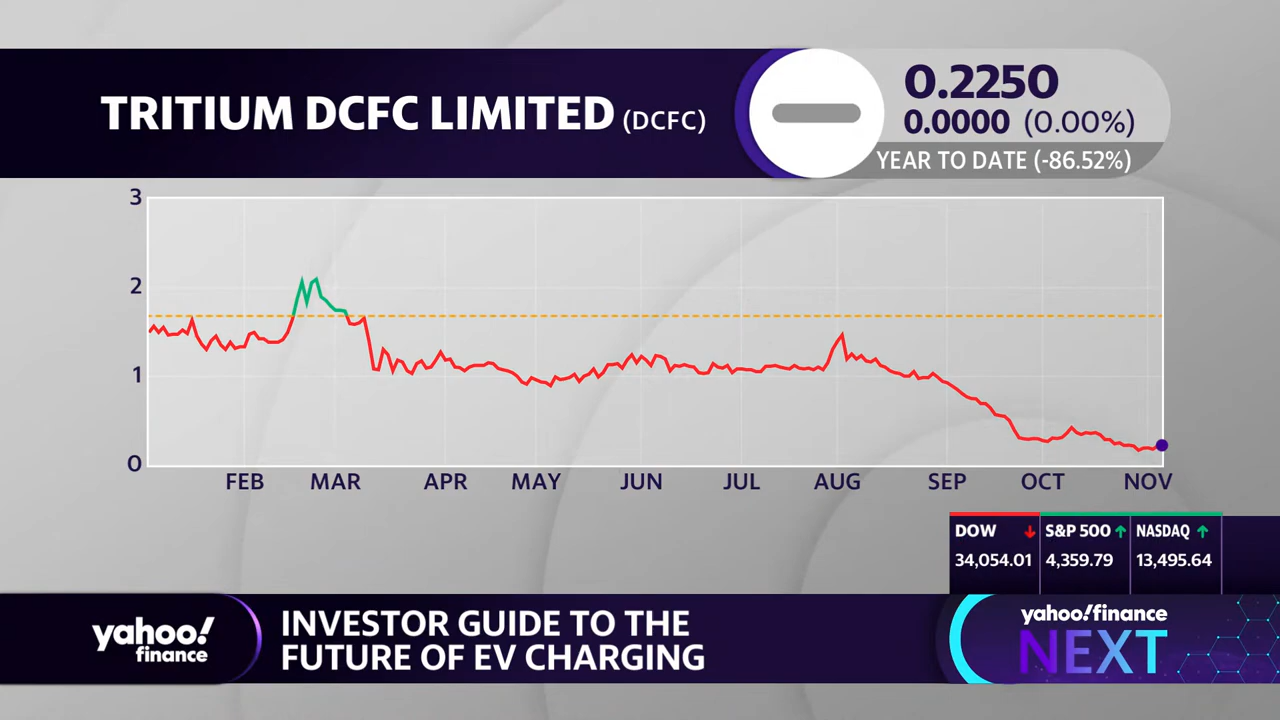 TRITIUM DCFC LIMITED (DCFC)
0.2250
0.0000 (0.00%)
YEAR TO DATE (-86.52%)
3
2
1
0
FEB MAR APR MAY JUN JUL AUG SEP OCT NOV
DOW S&P 500 NASDAQ
34,054.01 4,359.79 13,495.64
yahoo!
finance
INVESTOR GUIDE TO THE
FUTURE OF EV CHARGING
yahoo!finance
NEXT